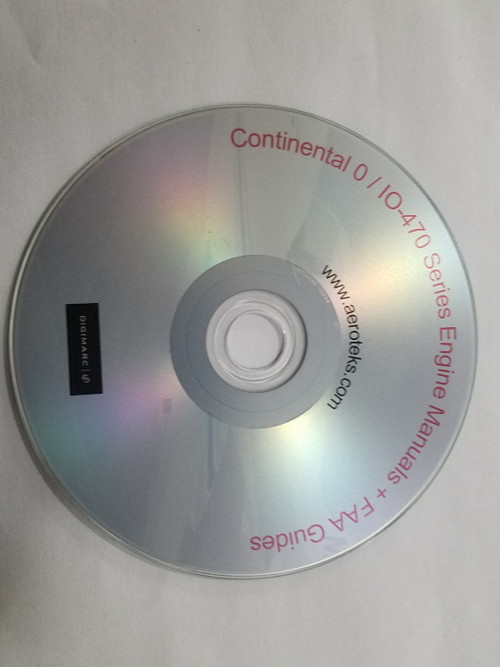 Continental 0 / IO-470 Series Engine Manuals + FAA Guides
www.aeroteks.com
DIGIMARC